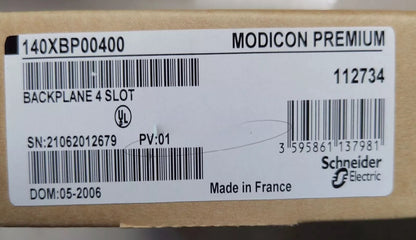 140XBP00400 MODICON PREMIUM
112734
BACKPLANE 4 SLOT
UL
SN:21062012679 PV:01
3 595861 137981
Schneider
Electric
DOM:05-2006 Made in France